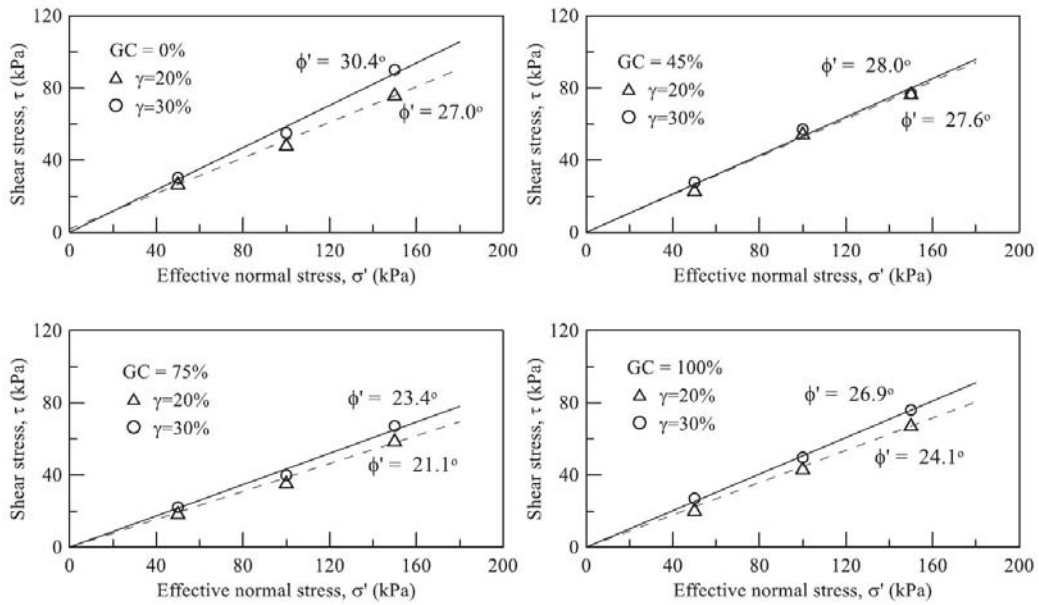 120
80
40
0
Shear stress, τ (kPa)
GC = 0%
γ=20%
γ=30%
ϕ' = 30.4°
ϕ' = 27.0°
0 40 80 120 160 200
Effective normal stress, σ' (kPa)
120
80
40
0
Shear stress, τ (kPa)
GC = 45%
γ=20%
γ=30%
ϕ' = 28.0°
ϕ' = 27.6°
0 40 80 120 160 200
Effective normal stress, σ' (kPa)
120
80
40
0
Shear stress, τ (kPa)
GC = 75%
γ=20%
γ=30%
ϕ' = 23.4°
ϕ' = 21.1°
0 40 80 120 160 200
Effective normal stress, σ' (kPa)
120
80
40
0
Shear stress, τ (kPa)
GC = 100%
γ=20%
γ=30%
ϕ' = 26.9°
ϕ' = 24.1°
0 40 80 120 160 200
Effective normal stress, σ' (kPa)